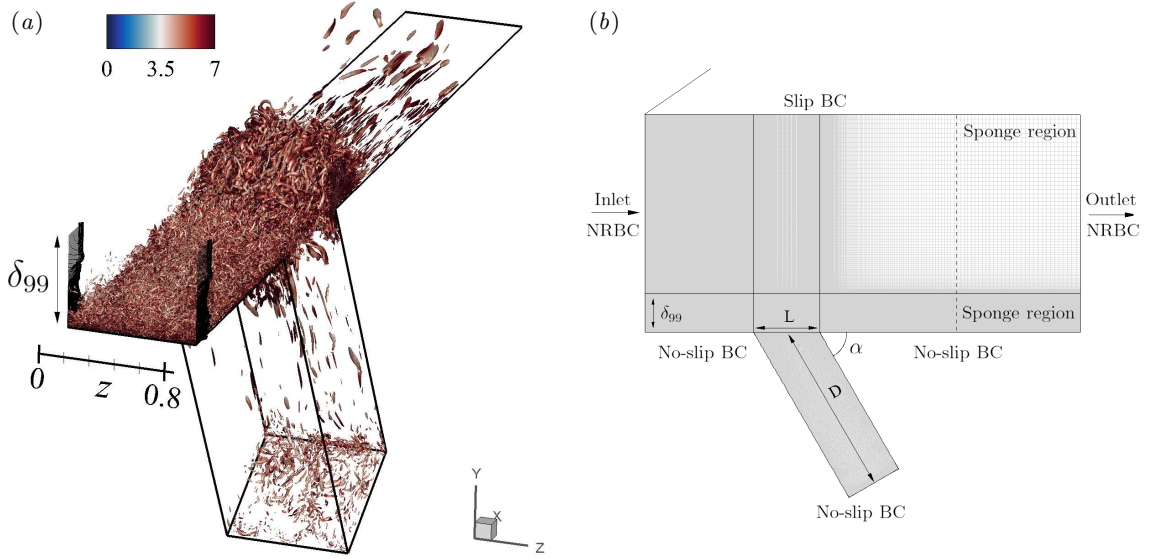 (a)
0 3.5 7
δ99
0 z 0.8
Y
X
Z
(b)
Slip BC
Sponge region
Inlet
NRBC
Outlet
NRBC
δ99
L
Sponge region
No-slip BC
α
No-slip BC
D
No-slip BC